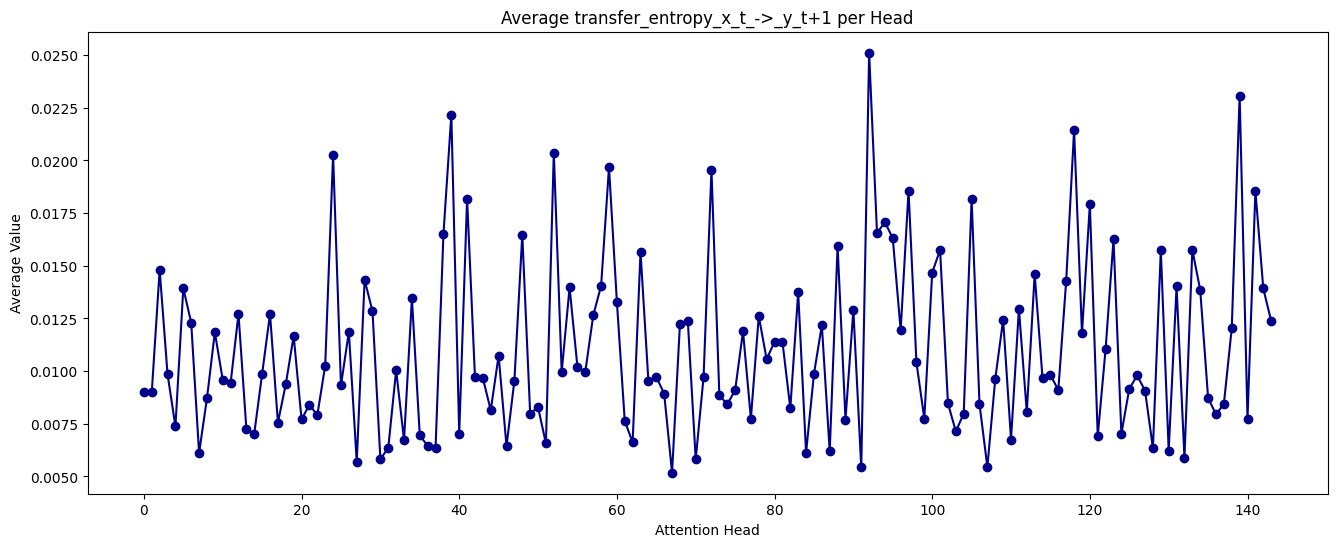 Average transfer_entropy_x_t_->_y_t+1 per Head
0.0250
0.0225
0.0200
0.0175
0.0150
0.0125
0.0100
0.0075
0.0050
Average Value
0 20 40 60 80 100 120 140
Attention Head